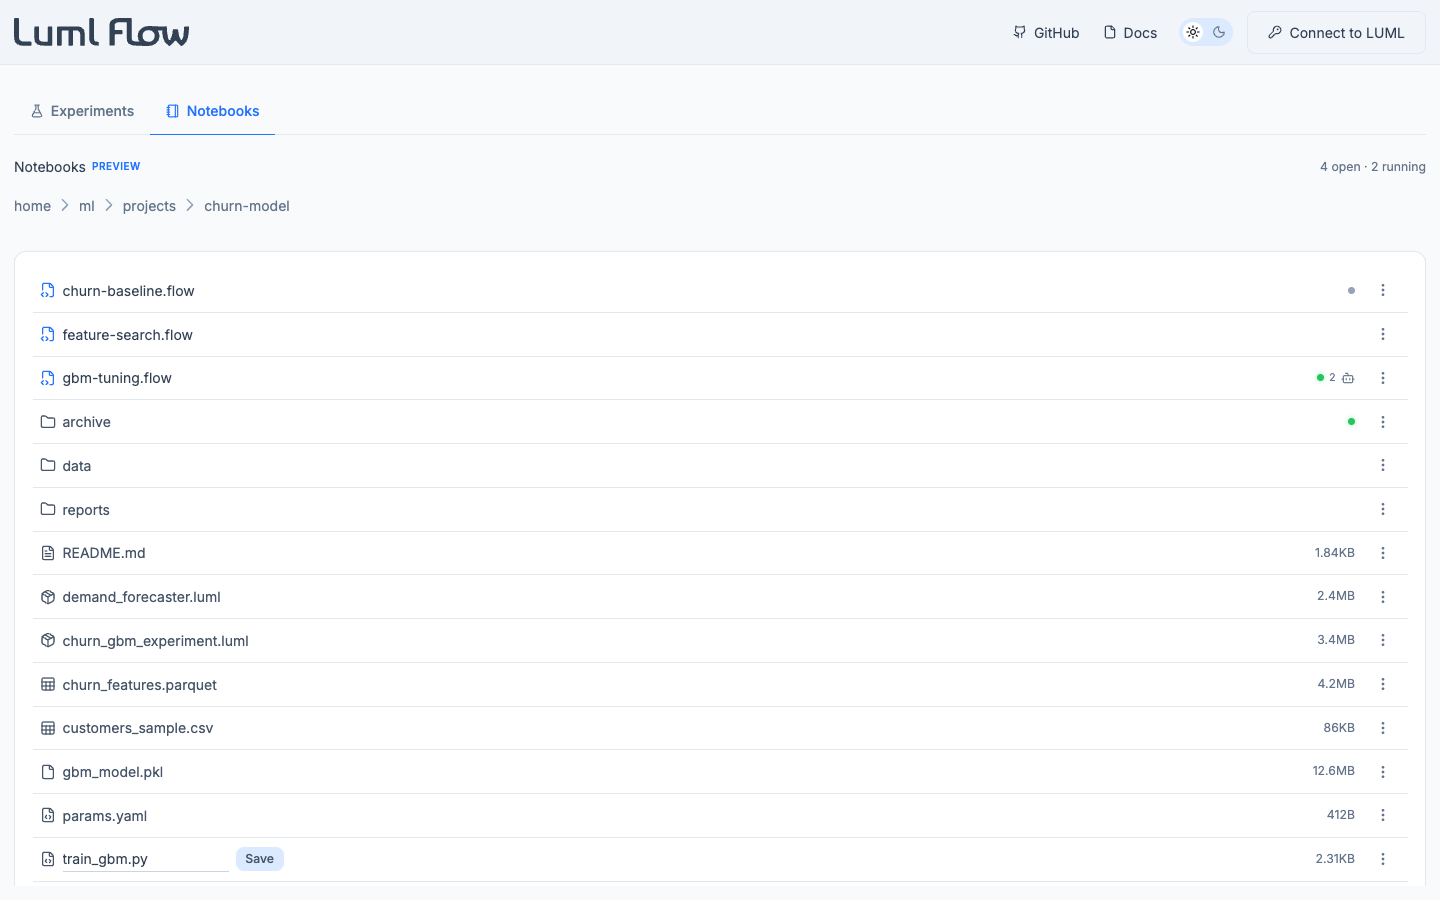 Luml Flow
GitHub
Docs
Connect to LUML
Experiments
Notebooks
Notebooks PREVIEW
4 open · 2 running
home > ml > projects > churn-model
churn-baseline.flow
feature-search.flow
gbm-tuning.flow 2
archive
data
reports
README.md 1.84KB
demand_forecaster.luml 2.4MB
churn_gbm_experiment.luml 3.4MB
churn_features.parquet 4.2MB
customers_sample.csv 86KB
gbm_model.pkl 12.6MB
params.yaml 412B
train_gbm.py Save 2.31KB